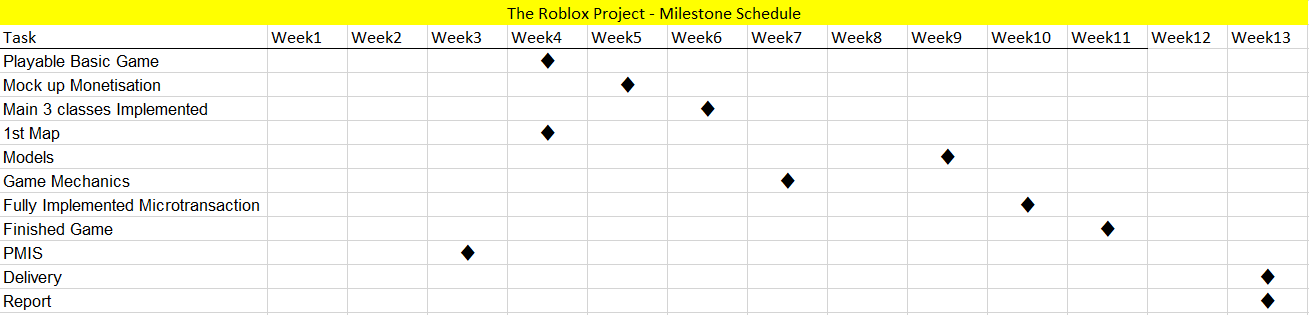 The Roblox Project - Milestone Schedule
Task Week1 Week2 Week3 Week4 Week5 Week6 Week7 Week8 Week9 Week10 Week11 Week12 Week13
Playable Basic Game
Mock up Monetisation
Main 3 classes Implemented
1st Map
Models
Game Mechanics
Fully Implemented Microtransaction
Finished Game
PMIS
Delivery
Report